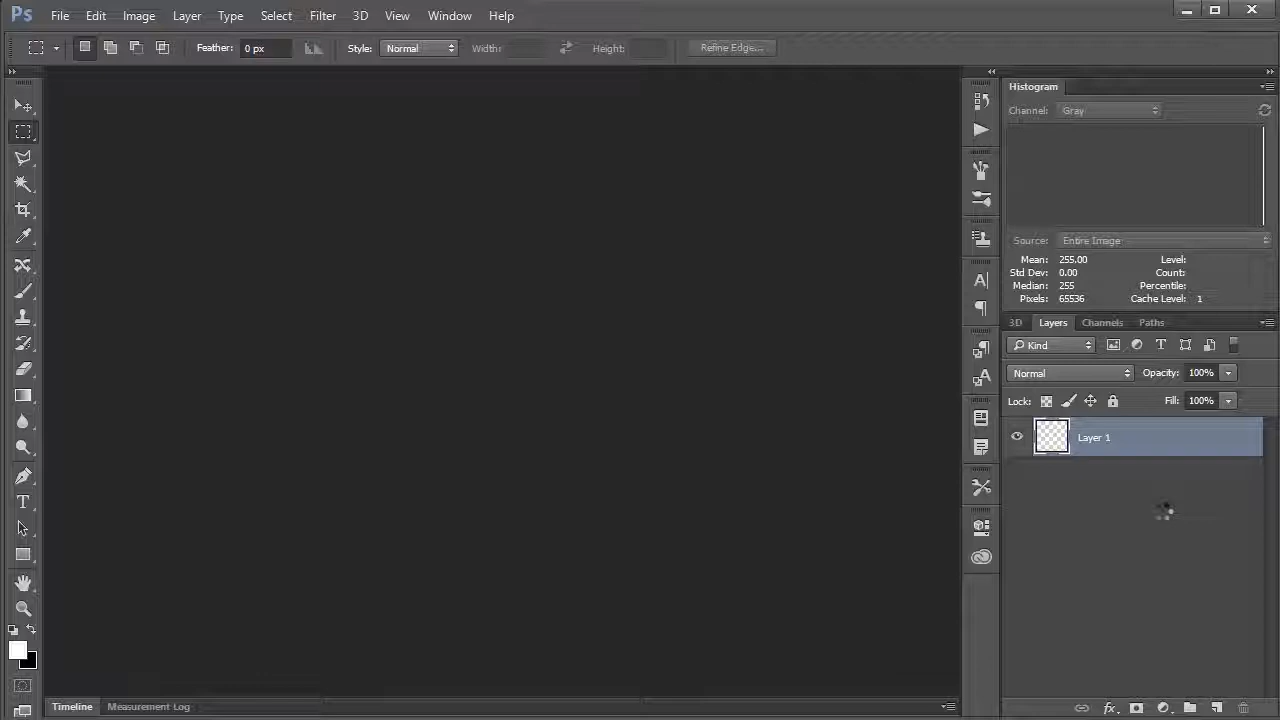 Ps File Edit Image Layer Type Select Filter 3D View Window Help
Feather: 0 px Style: Normal Width: Height: Refine Edge...
Histogram
Channel: Gray
Source: Entire Image
Mean: 255.00 Level:
Std Dev: 0.00 Count:
Median: 255 Percentile:
Pixels: 65536 Cache Level: 1
3D Layers Channels Paths
Kind
Normal Opacity: 100%
Lock: Fill: 100%
Layer 1
Timeline Measurement Log